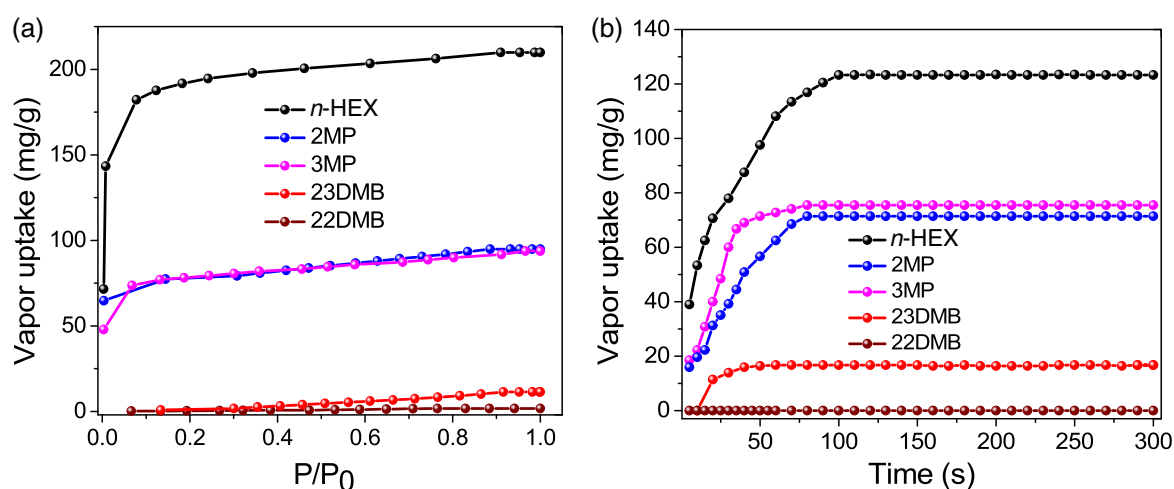 (a)
Vapor uptake (mg/g)
200
150
100
50
0
n-HEX
2MP
3MP
23DMB
22DMB
0.0 0.2 0.4 0.6 0.8 1.0
P/P0
(b)
Vapor uptake (mg/g)
140
120
100
80
60
40
20
0
n-HEX
2MP
3MP
23DMB
22DMB
50 100 150 200 250 300
Time (s)